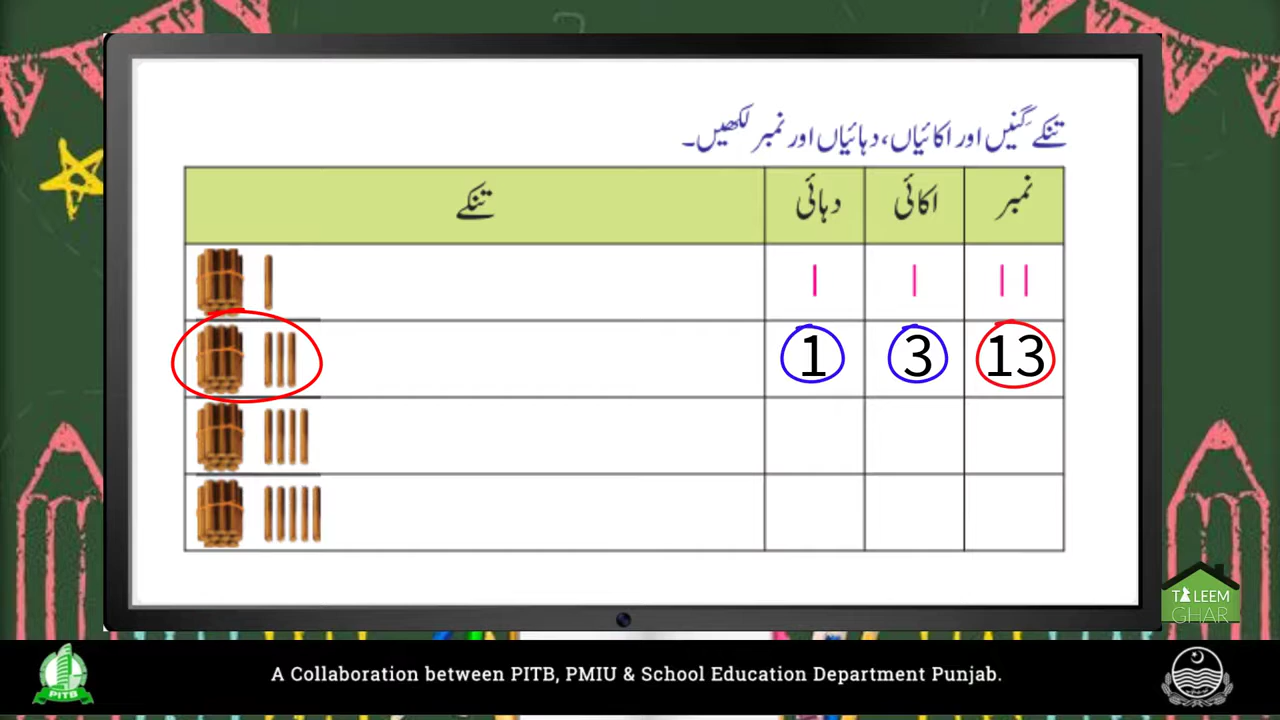 تنکے گنیں اور اکائیاں، دہائیاں اور نمبر لکھیں۔
نمبر اکائی دہائی تنکے
11 1 1
13 3 1
TALEEM
GHAR
PITB
A Collaboration between PITB, PMIU & School Education Department Punjab.